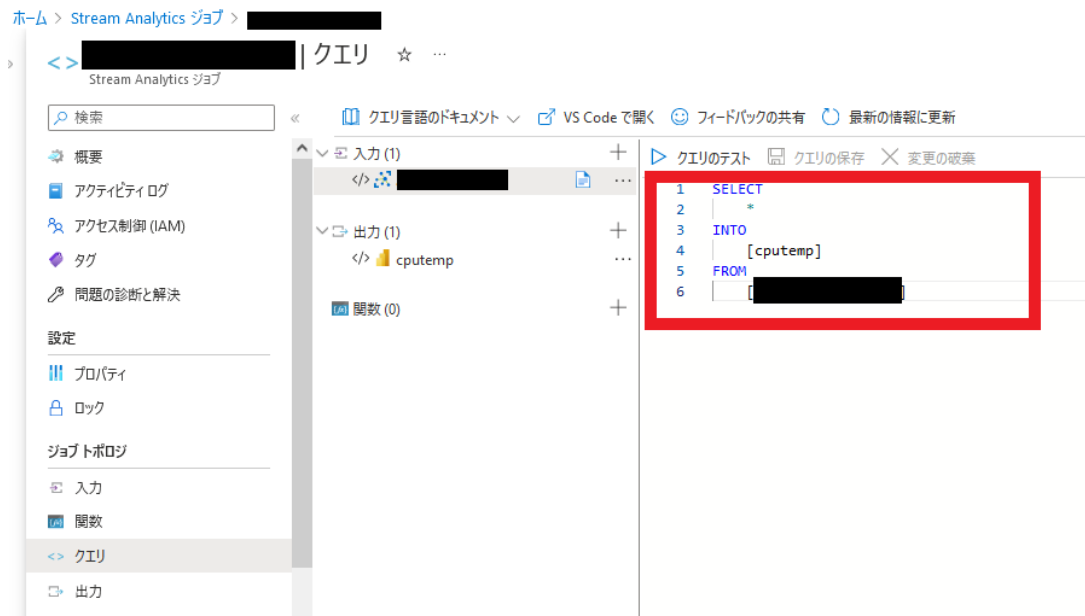 ホーム > Stream Analytics ジョブ >
| クエリ ☆ …
Stream Analytics ジョブ
検索
«
概要
アクティビティ ログ
アクセス制御 (IAM)
タグ
問題の診断と解決
設定
プロパティ
ロック
ジョブ トポロジ
入力
関数
クエリ
出力
クエリ言語のドキュメント
VS Code で開く
フィードバックの共有
最新の情報に更新
入力 (1)
出力 (1)
cputemp
関数 (0)
クエリのテスト
クエリの保存
変更の破棄
1 SELECT
2 *
3 INTO
4 [cputemp]
5 FROM
6 [ ]